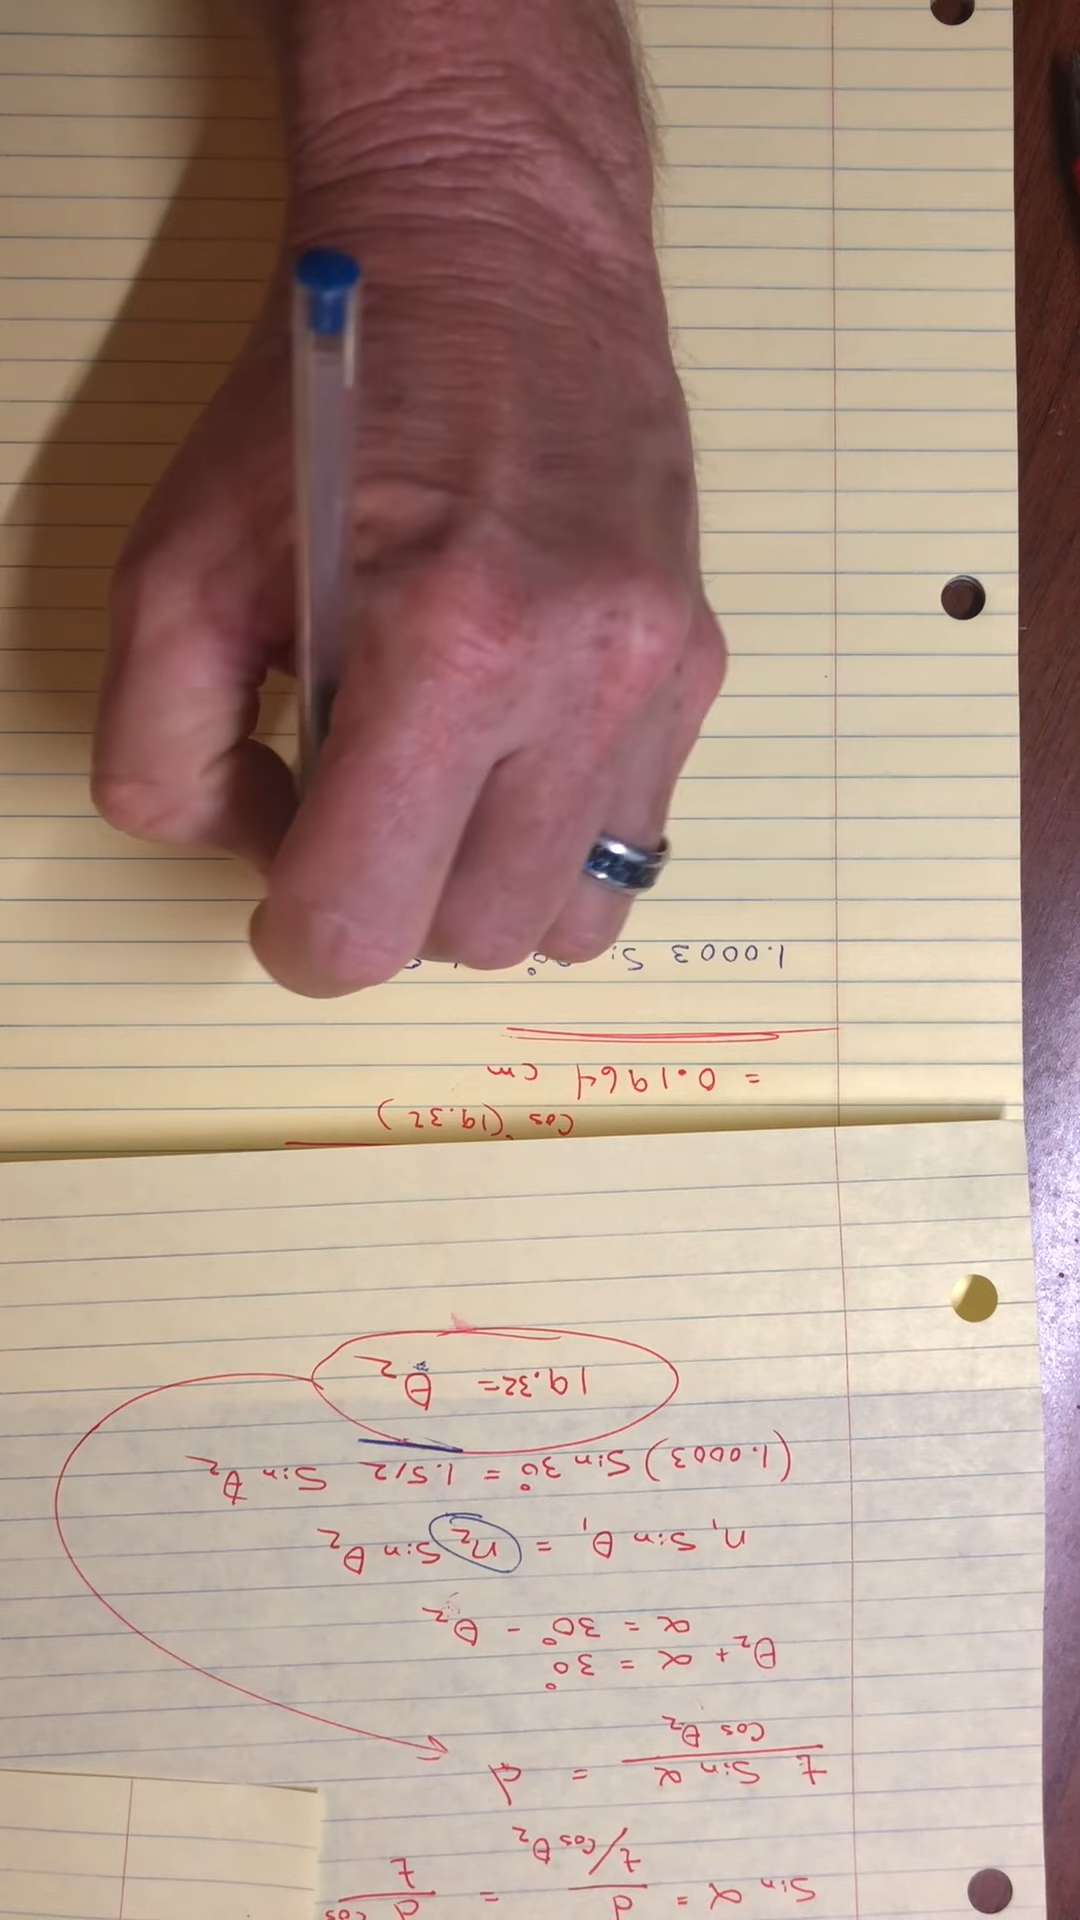 Sin α = d / t/cos θ₂ = d cos / t
t Sin α / cos θ₂ = d
θ₂ + α = 30°
α = 30° - θ₂
n₁ Sin θ₁ = n₂ Sin θ₂
(1.0003) Sin 30° = 1.512 Sin θ₂
19.32 = θ₂
cos (19.32)
= 0.1964 cm
1.0003